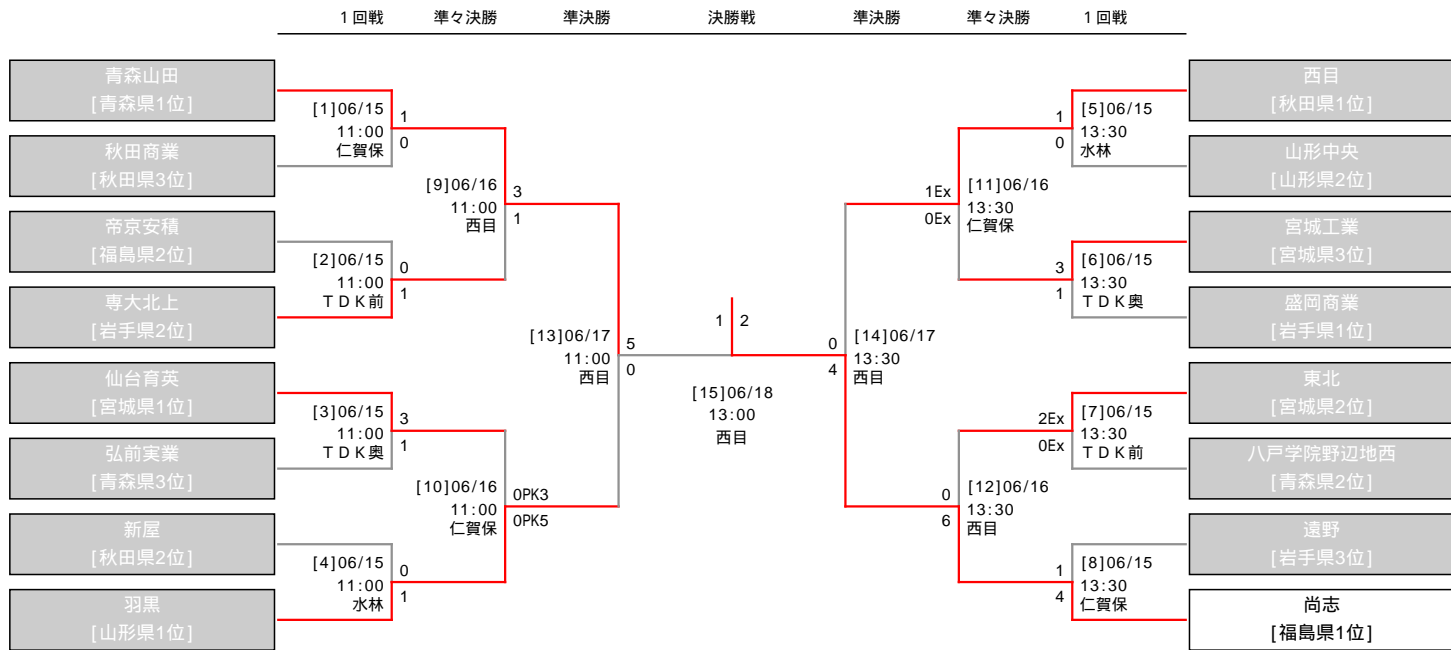 １回戦 準々決勝 準決勝 決勝戦 準決勝 準々決勝 １回戦
青森山田
[青森県1位]
秋田商業
[秋田県3位]
帝京安積
[福島県2位]
専大北上
[岩手県2位]
仙台育英
[宮城県1位]
弘前実業
[青森県3位]
新屋
[秋田県2位]
羽黒
[山形県1位]
[1]06/15
11:00
仁賀保
1
0
[2]06/15
11:00
ＴＤＫ前
0
1
[3]06/15
11:00
ＴＤＫ奥
3
1
[4]06/15
11:00
水林
0
1
[9]06/16
11:00
西目
3
1
[10]06/16
11:00
仁賀保
0PK3
0PK5
[13]06/17
11:00
西目
5
0
1 2
[15]06/18
13:00
西目
0
4
[14]06/17
13:30
西目
1Ex
0Ex
[11]06/16
13:30
仁賀保
0
6
[12]06/16
13:30
西目
1
0
[5]06/15
13:30
水林
3
1
[6]06/15
13:30
ＴＤＫ奥
2Ex
0Ex
[7]06/15
13:30
ＴＤＫ前
1
4
[8]06/15
13:30
仁賀保
西目
[秋田県1位]
山形中央
[山形県2位]
宮城工業
[宮城県3位]
盛岡商業
[岩手県1位]
東北
[宮城県2位]
八戸学院野辺地西
[青森県2位]
遠野
[岩手県3位]
尚志
[福島県1位]